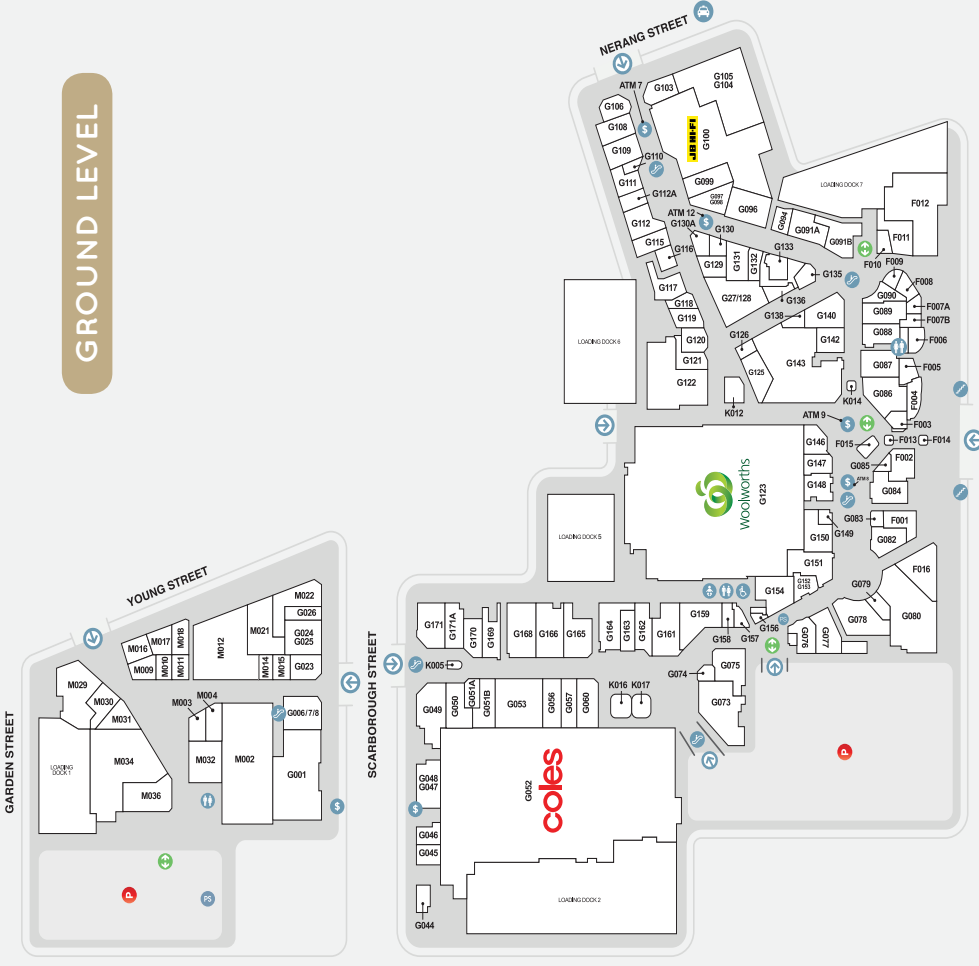 GROUND LEVEL
NERANG STREET
ATM 7
G103
G105
G104
G106
G108
G109
G110
G111
G112A
JB HI-FI
G100
G099
G097
G098
G096
ATM 12
G130A
G130
G112
G115
G116
G094
G091A
G091B
LOADING DOCK 7
F012
F011
F010
F009
F008
G133
G135
G131
G132
G129
G136
G27/128
G138
G140
G142
G143
G126
G125
G117
G118
G119
G120
G121
G122
LOADING DOCK 6
K012
K014
G090
G089
G088
F007A
F007B
F006
G087
F005
G086
F004
F003
ATM 9
F013
F014
F015
G146
G147
G148
G085
F002
ATM 8
G084
Woolworths
G123
G149
G150
G083
F001
G082
G151
G152
G153
G154
G156
G157
G158
G159
LOADING DOCK 5
G079
F016
G080
G078
G077
G076
PS
G075
G074
G073
P
YOUNG STREET
M022
G026
G024
G025
G023
M021
M012
M014
M015
M018
M017
M016
M009
M010
M011
SCARBOROUGH STREET
G171
G171A
G170
G169
G168
G166
G165
G164
G163
G162
G161
K005
G049
G050
G051A
G051B
G053
G056
G057
G060
K016
K017
GARDEN STREET
M029
M030
M031
M034
M036
LOADING
DOCK 1
M003
M004
M032
M002
G006/7/8
G001
G048
G047
G046
G045
G044
G052
coles
LOADING DOCK 2
P
PS